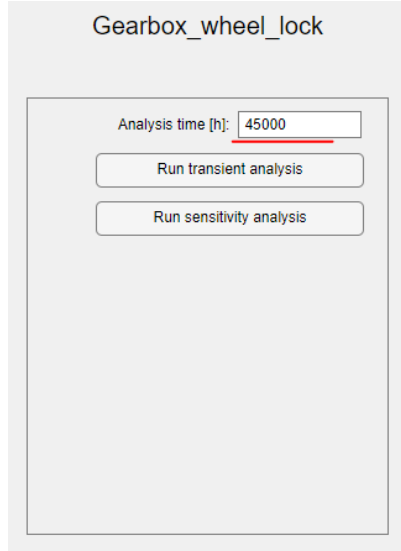 Gearbox_wheel_lock
Analysis time [h]: 45000
Run transient analysis
Run sensitivity analysis